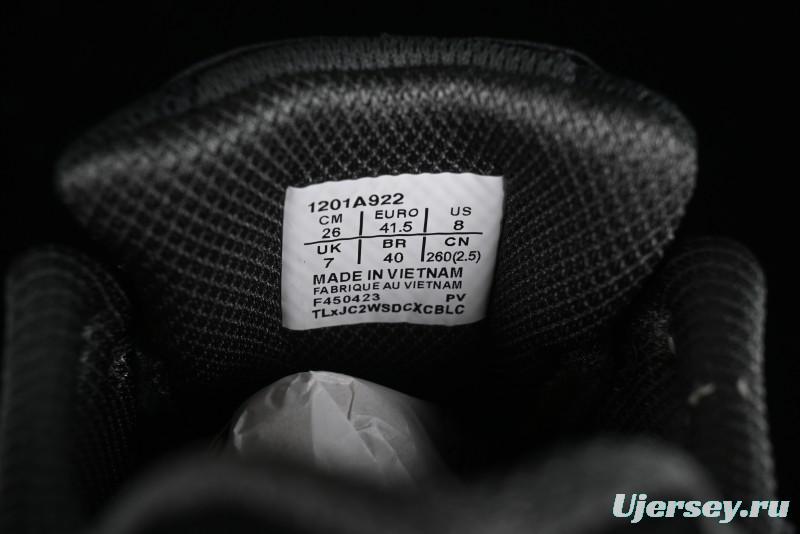 1201A922
CM EURO US
26 41.5 8
UK BR CN
7 40 260(2.5)
MADE IN VIETNAM
FABRIQUE AU VIETNAM
F450423 PV
TLxJC2WSDCXCBLC
Ujersey.ru